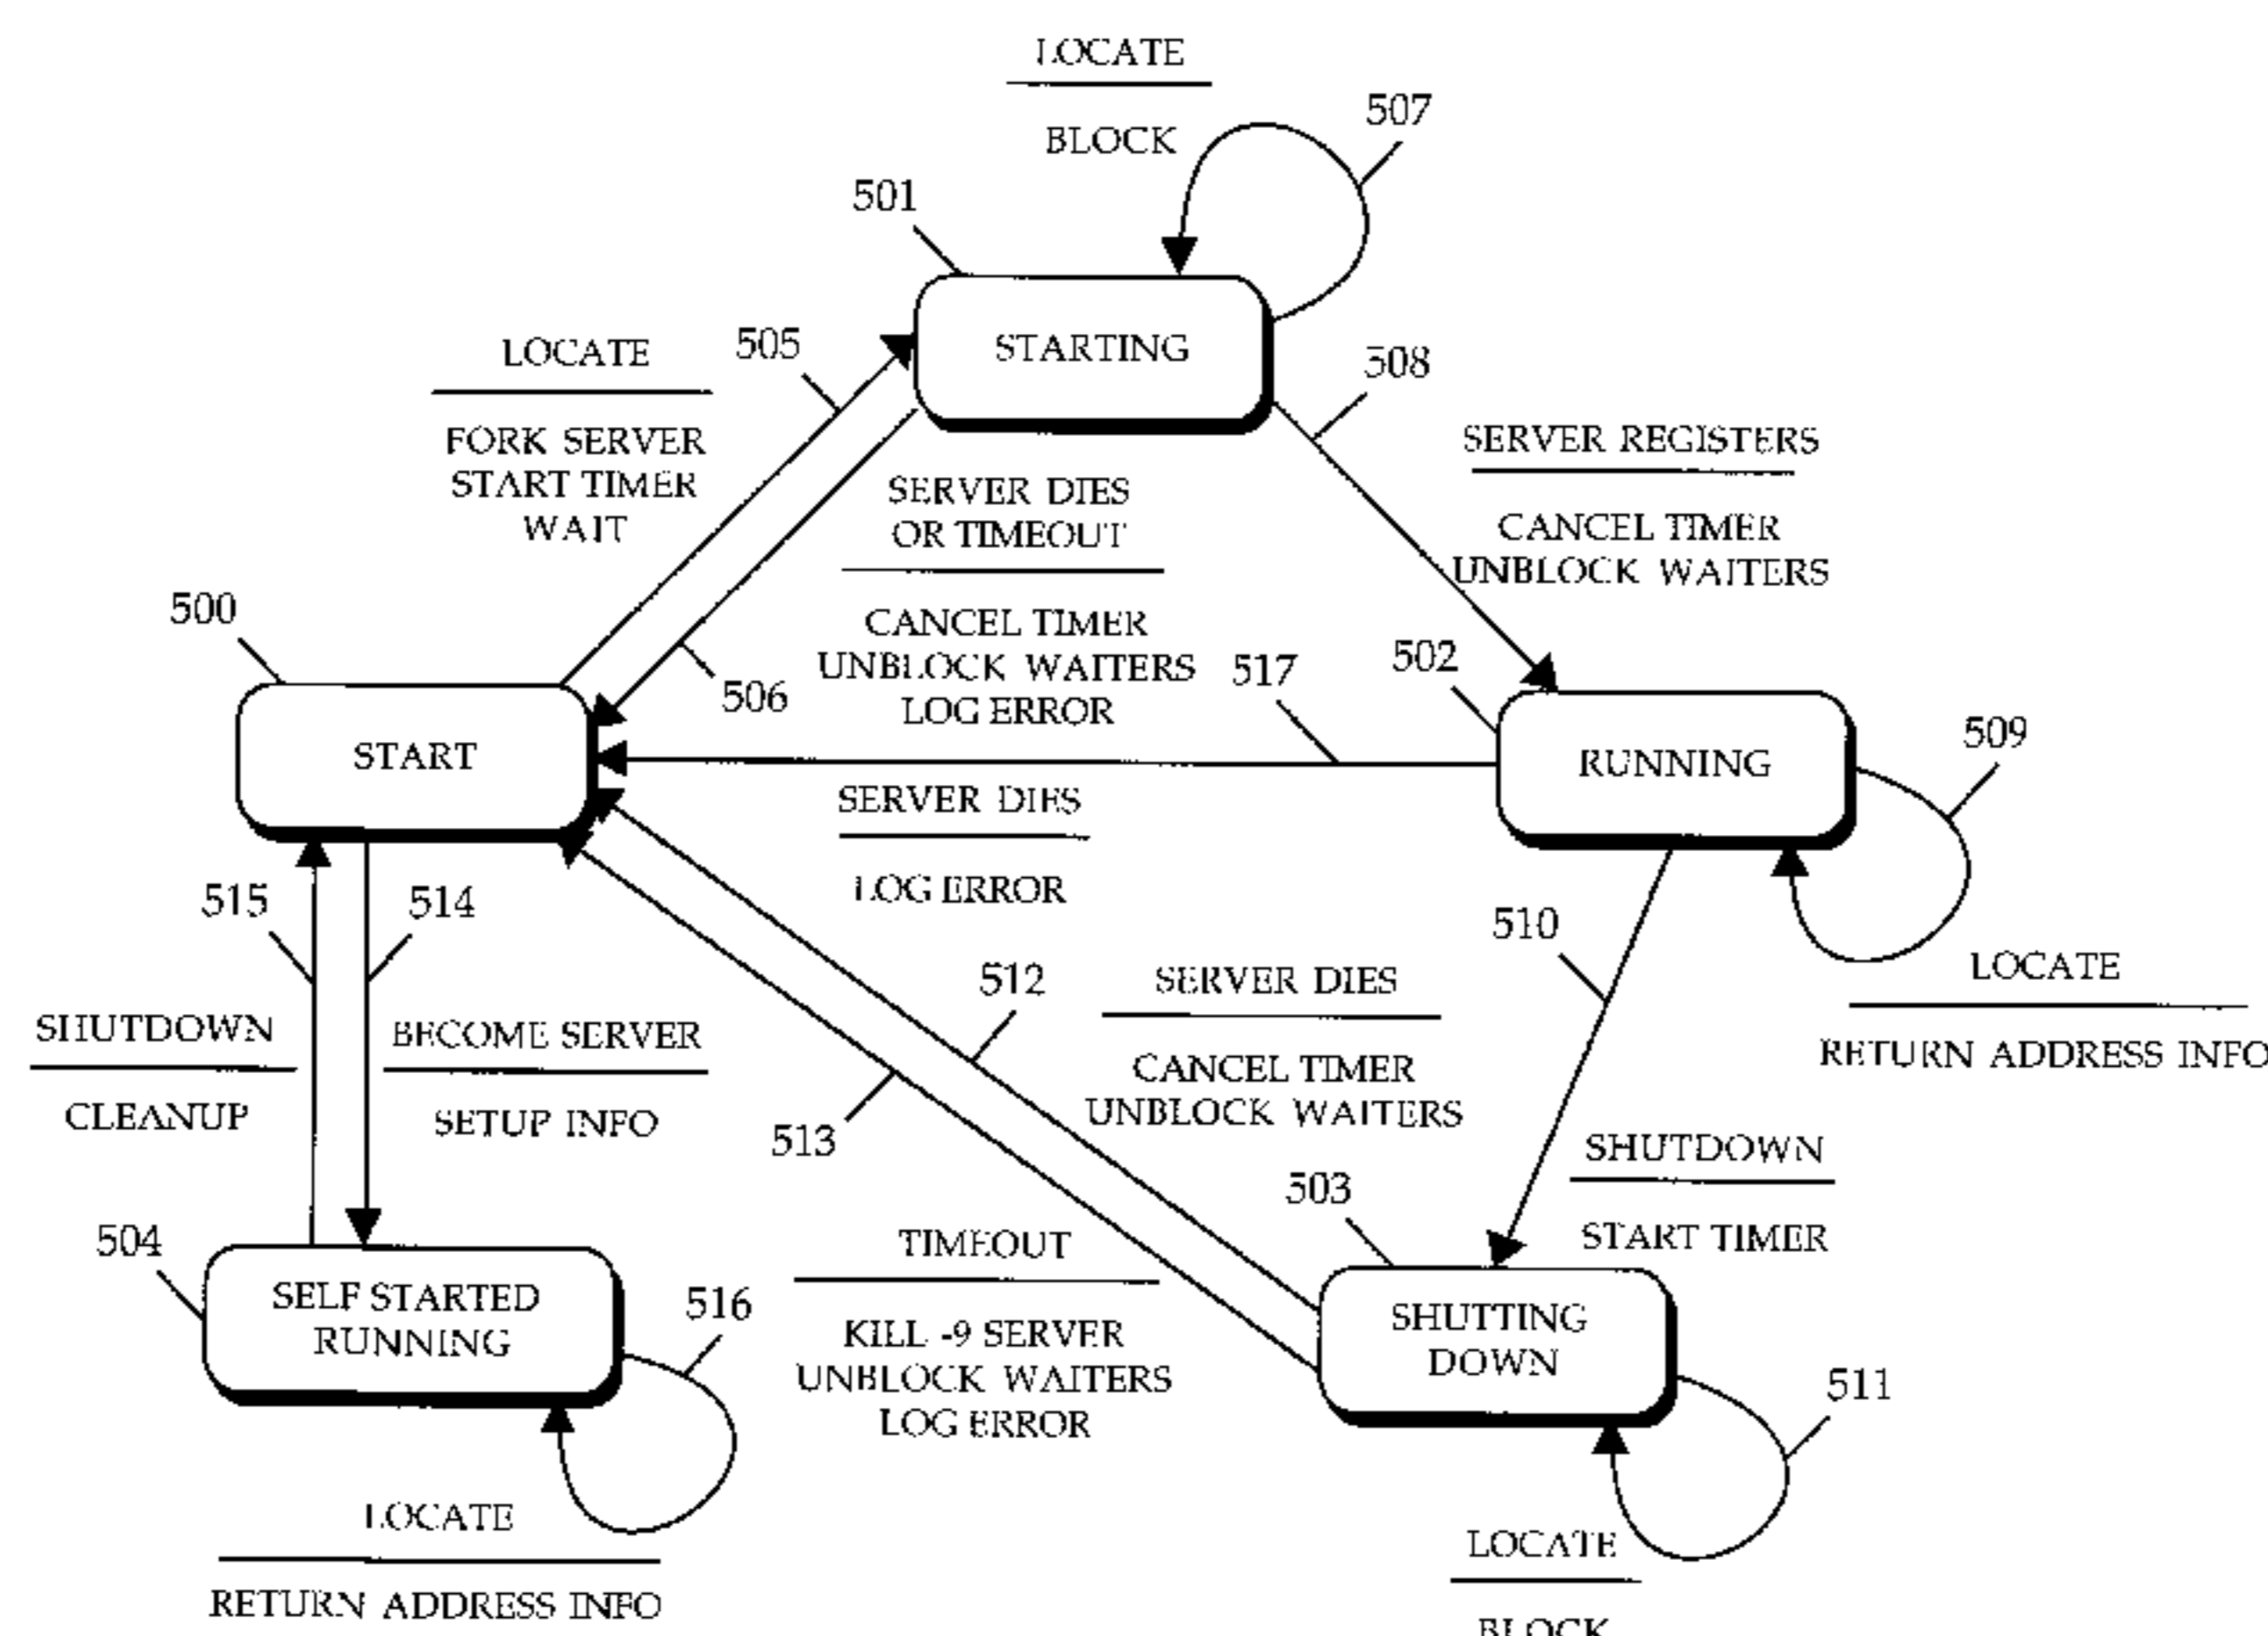 LOCATE
BLOCK
507
501
STARTING
LOCATE
505
FORK SERVER
START TIMER
WAIT
508
SERVER REGISTERS
CANCEL TIMER
UNBLOCK WAITERS
SERVER DIES
OR TIMEOUT
CANCEL TIMER
UNBLOCK WAITERS
LOG ERROR
506
500
START
517
502
RUNNING
509
SERVER DIES
LOG ERROR
LOCATE
RETURN ADDRESS INFO
515
514
SHUTDOWN
CLEANUP
BECOME SERVER
SETUP INFO
510
512
SERVER DIES
CANCEL TIMER
UNBLOCK WAITERS
513
SHUTDOWN
START TIMER
503
SHUTTING
DOWN
TIMEOUT
KILL -9 SERVER
UNBLOCK WAITERS
LOG ERROR
504
SELF STARTED
RUNNING
516
511
LOCATE
RETURN ADDRESS INFO
LOCATE
BLOCK